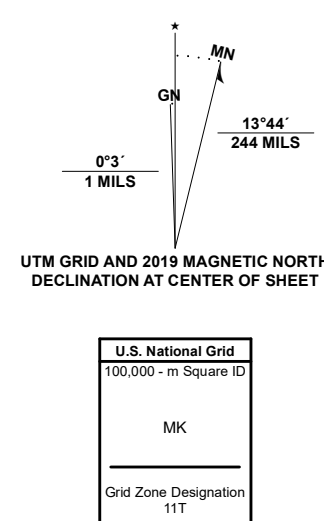 ★
MN
GN
13°44´
244 MILS
0°3´
1 MILS
UTM GRID AND 2019 MAGNETIC NORTH
DECLINATION AT CENTER OF SHEET
U.S. National Grid
100,000 - m Square ID
MK
Grid Zone Designation
11T